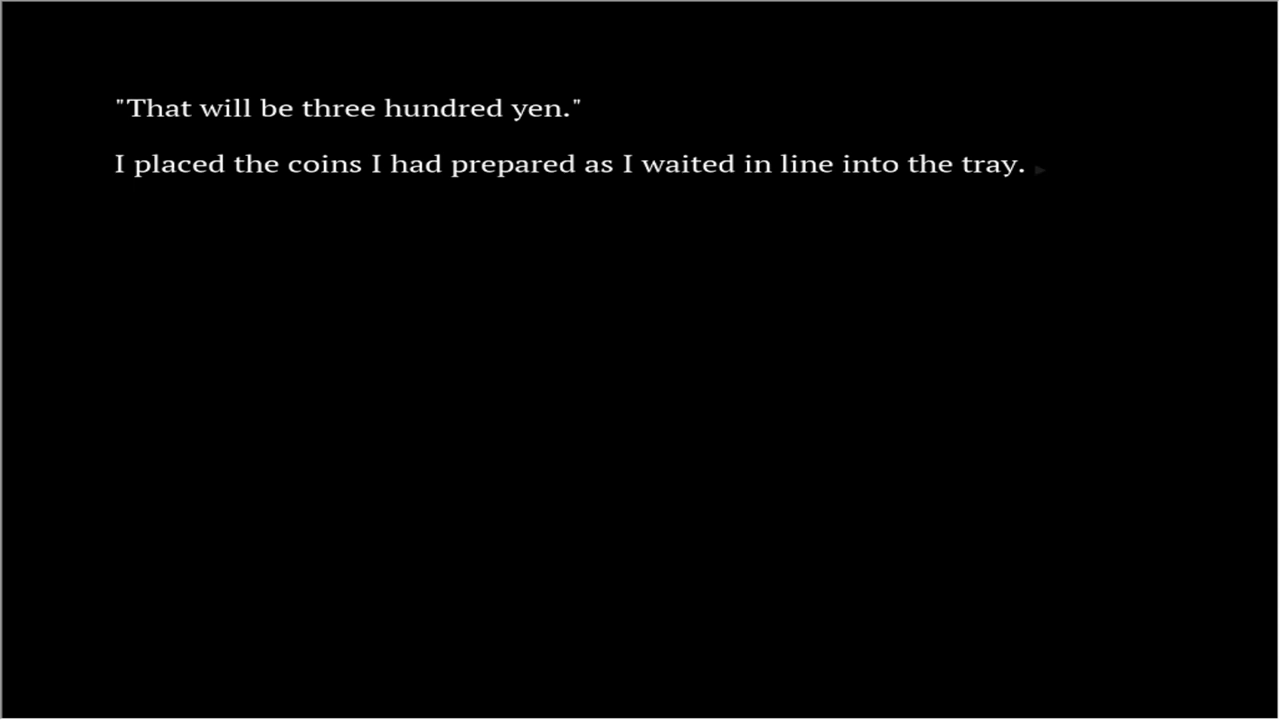 "That will be three hundred yen."
I placed the coins I had prepared as I waited in line into the tray.